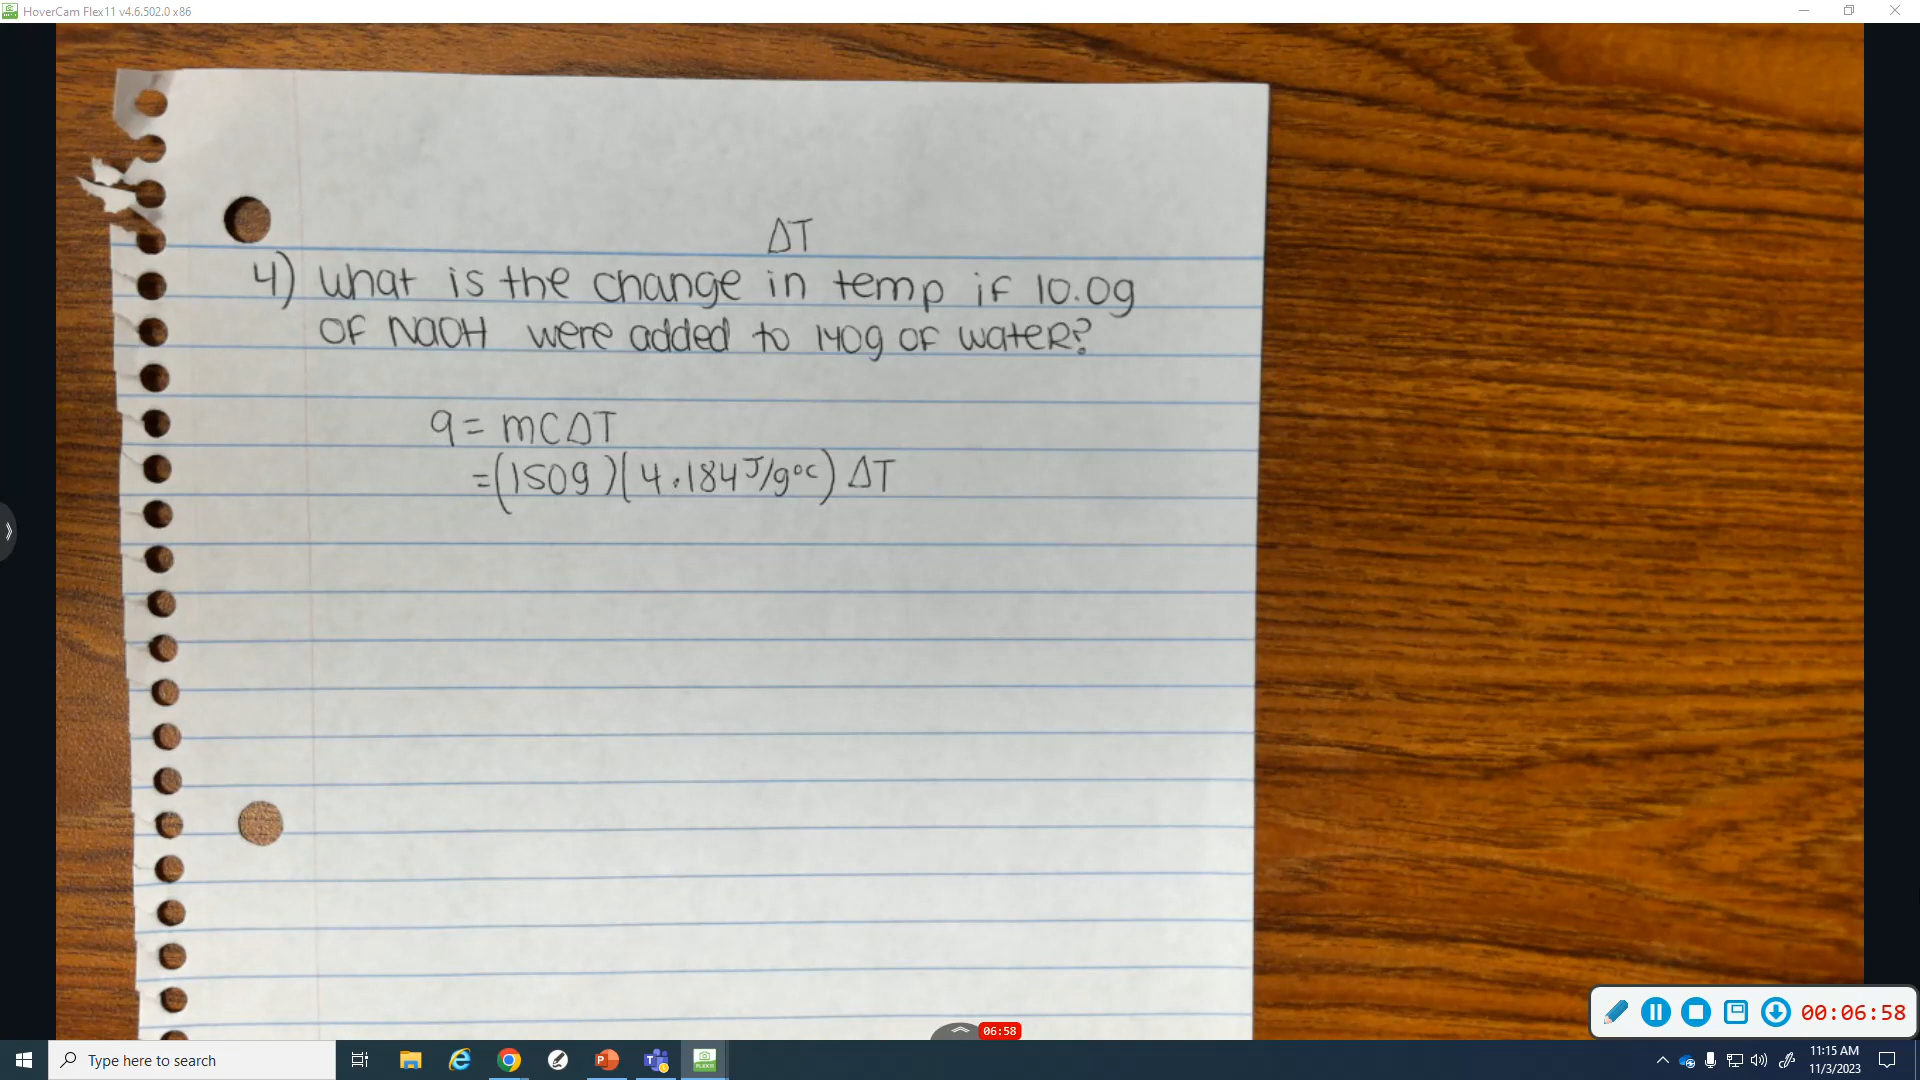 HoverCam Flex11 v4.6.502.0 x86
ΔT
4) What is the change in temp if 10.0g
of NaOH were added to 140g of water?
q = mCΔT
= (150g)(4.184 J/g°C) ΔT
06:58
00:06:58
Type here to search
11:15 AM
11/3/2023